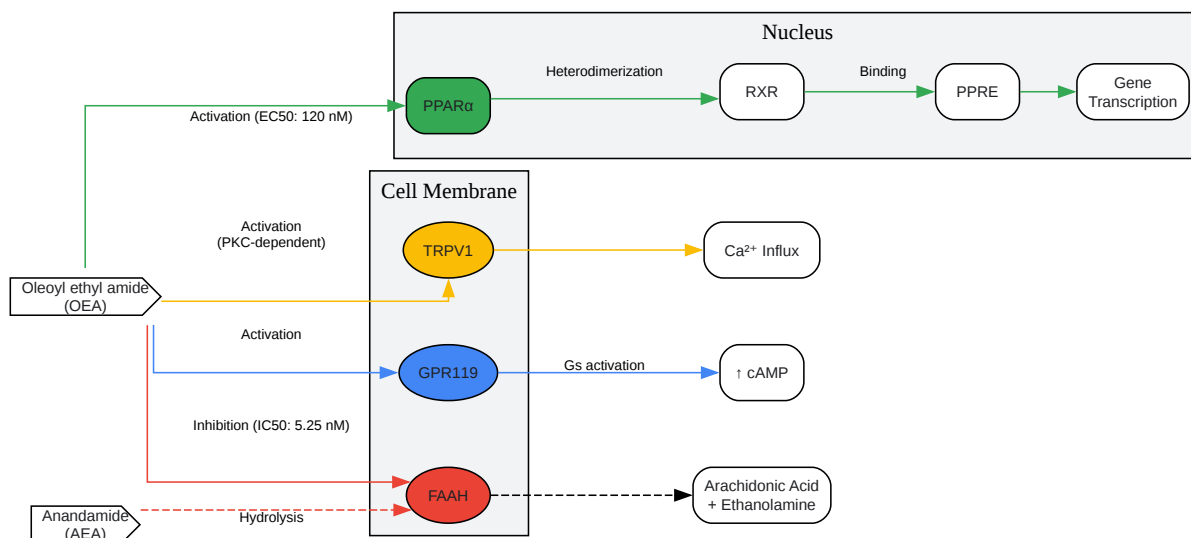 Nucleus
Heterodimerization
Binding
PPARα
RXR
PPRE
Gene
Transcription
Activation (EC50: 120 nM)
Cell Membrane
Activation
(PKC-dependent)
TRPV1
Ca²⁺ Influx
Oleoyl ethyl amide
(OEA)
Activation
GPR119
Gs activation
↑ cAMP
Inhibition (IC50: 5.25 nM)
FAAH
Arachidonic Acid
+ Ethanolamine
Anandamide
(AEA)
Hydrolysis